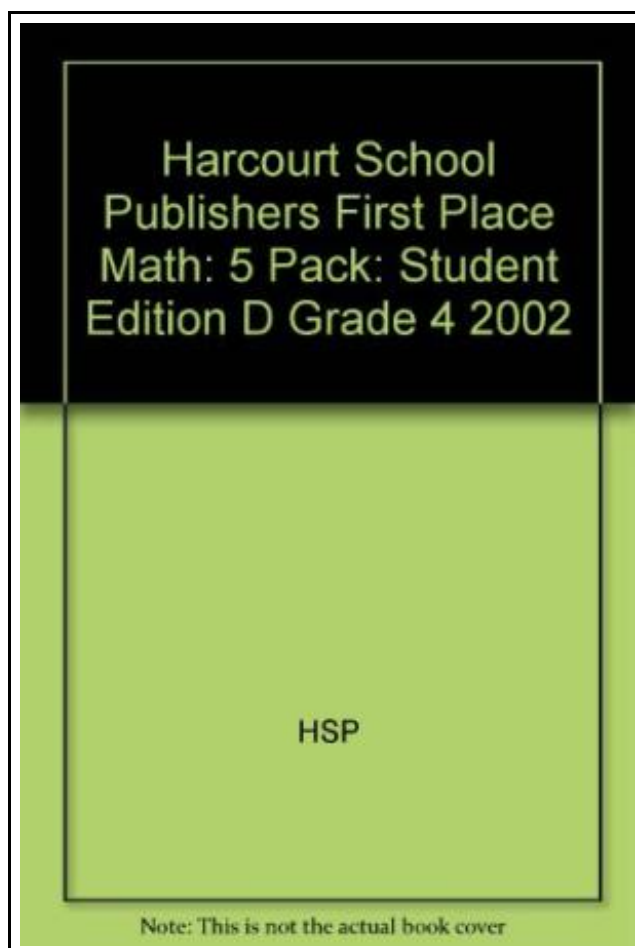 Harcourt School
Publishers First Place
Math: 5 Pack: Student
Edition D Grade 4 2002
HSP
Note: This is not the actual book cover